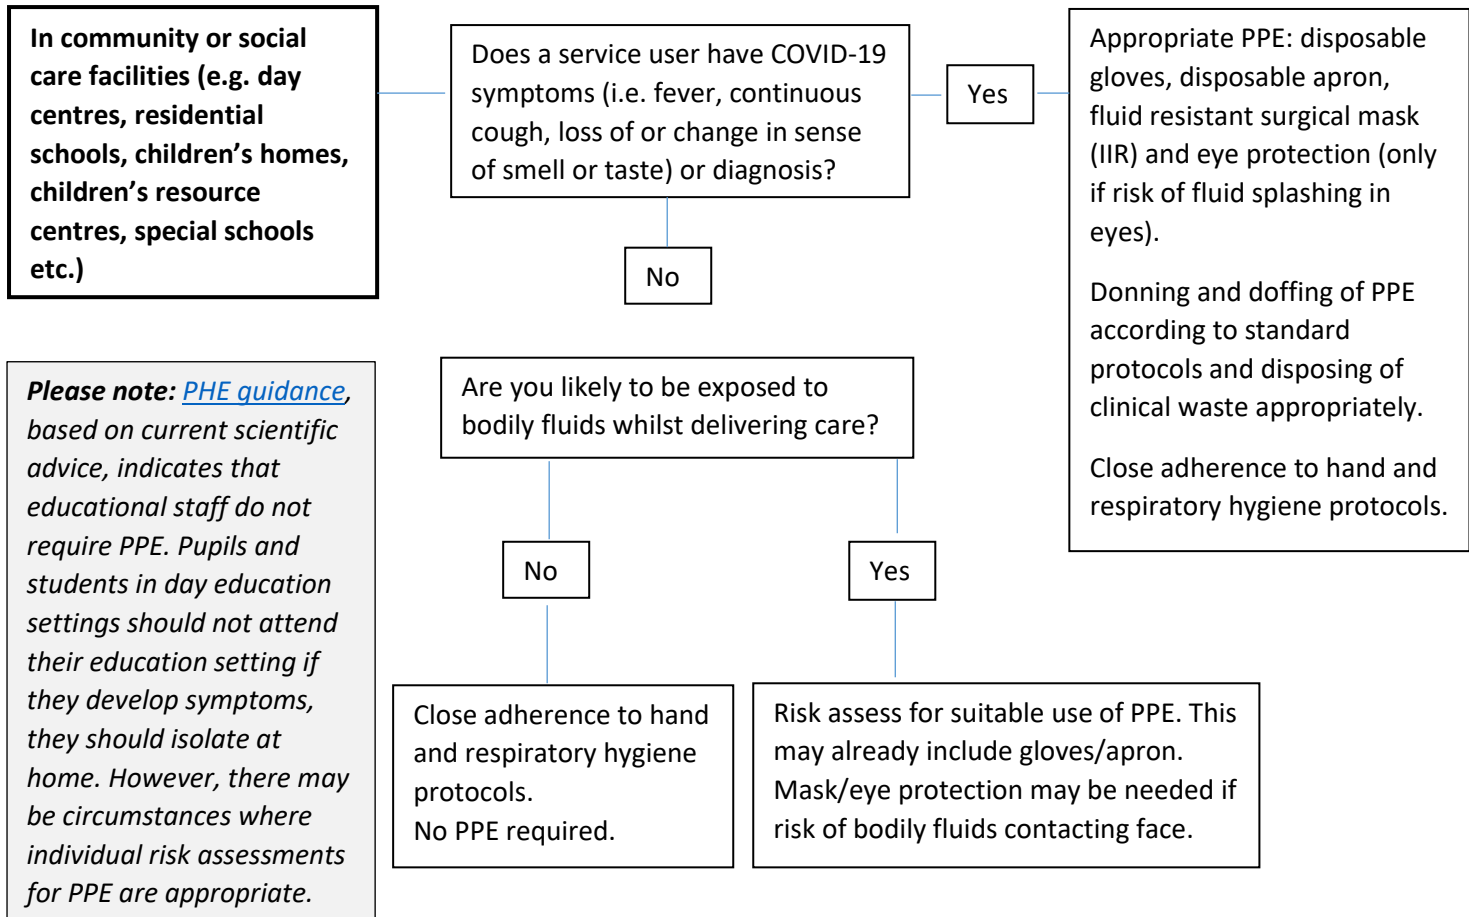 In community or social
care facilities (e.g. day
centres, residential
schools, children’s homes,
children’s resource
centres, special schools
etc.)
Does a service user have COVID-19
symptoms (i.e. fever, continuous
cough, loss of or change in sense
of smell or taste) or diagnosis?
Yes
Appropriate PPE: disposable
gloves, disposable apron,
fluid resistant surgical mask
(IIR) and eye protection (only
if risk of fluid splashing in
eyes).
Donning and doffing of PPE
according to standard
protocols and disposing of
clinical waste appropriately.
Close adherence to hand and
respiratory hygiene protocols.
No
Are you likely to be exposed to
bodily fluids whilst delivering care?
No
Yes
Close adherence to hand
and respiratory hygiene
protocols.
No PPE required.
Risk assess for suitable use of PPE. This
may already include gloves/apron.
Mask/eye protection may be needed if
risk of bodily fluids contacting face.
Please note: PHE guidance,
based on current scientific
advice, indicates that
educational staff do not
require PPE. Pupils and
students in day education
settings should not attend
their education setting if
they develop symptoms,
they should isolate at
home. However, there may
be circumstances where
individual risk assessments
for PPE are appropriate.